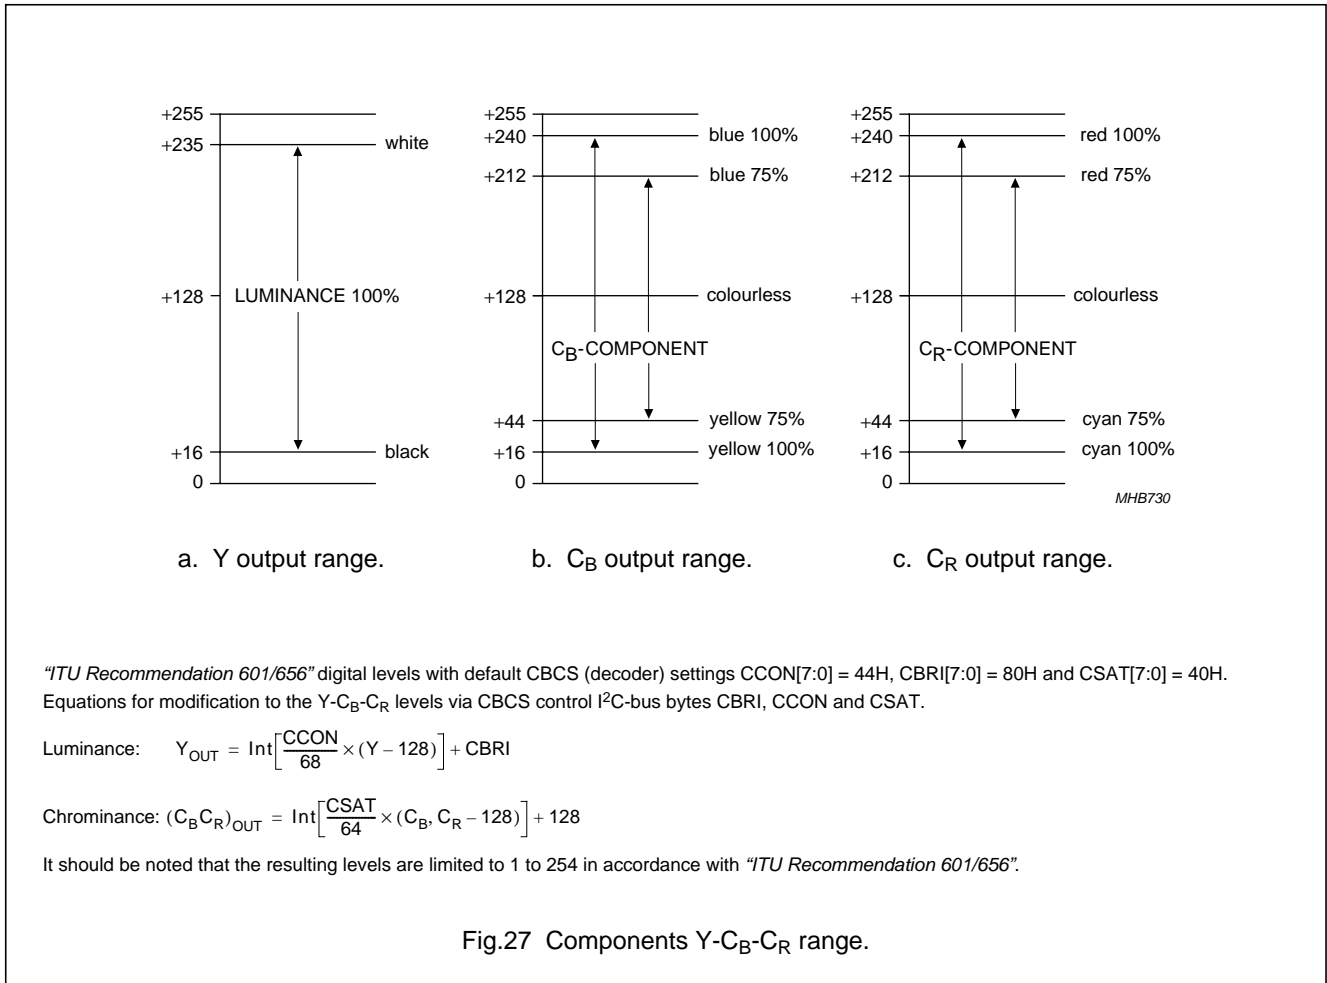 +255
+235
white
+128
LUMINANCE 100%
+16
black
0
+255
+240
blue 100%
+212
blue 75%
+128
colourless
CB-COMPONENT
+44
yellow 75%
+16
yellow 100%
0
+255
+240
red 100%
+212
red 75%
+128
colourless
CR-COMPONENT
+44
cyan 75%
+16
cyan 100%
0
MHB730
a. Y output range.
b. CB output range.
c. CR output range.
“ITU Recommendation 601/656” digital levels with default CBCS (decoder) settings CCON[7:0] = 44H, CBRI[7:0] = 80H and CSAT[7:0] = 40H.
Equations for modification to the Y-CB-CR levels via CBCS control I2C-bus bytes CBRI, CCON and CSAT.
Luminance: YOUT = Int[CCON/68 × (Y – 128)] + CBRI
Chrominance: (CBCR)OUT = Int[CSAT/64 × (CB, CR – 128)] + 128
It should be noted that the resulting levels are limited to 1 to 254 in accordance with “ITU Recommendation 601/656”.
Fig.27 Components Y-CB-CR range.